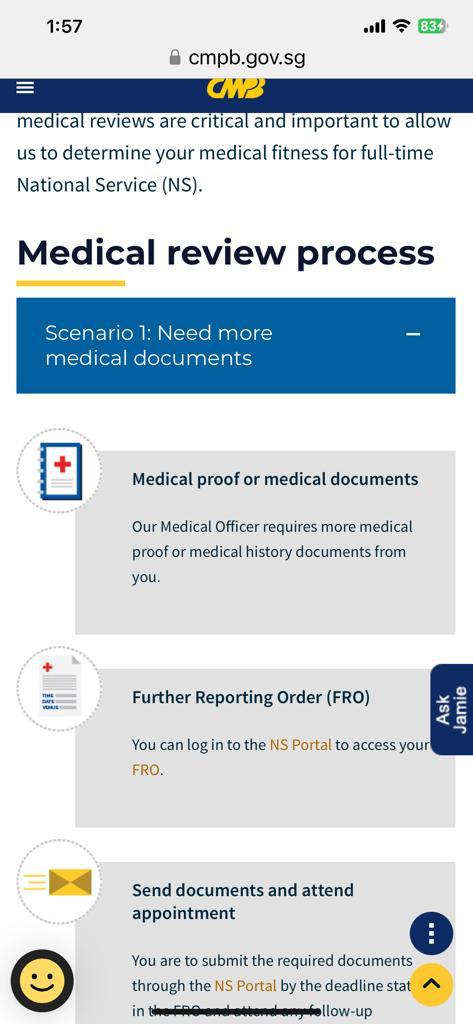 1:57
83
cmpb.gov.sg
CMPB
medical reviews are critical and important to allow
us to determine your medical fitness for full-time
National Service (NS).
Medical review process
Scenario 1: Need more
medical documents
Medical proof or medical documents
Our Medical Officer requires more medical
proof or medical history documents from
you.
TIME
DATE
VENUE
Further Reporting Order (FRO)
You can log in to the NS Portal to access your
FRO.
Ask
Jamie
Send documents and attend
appointment
You are to submit the required documents
through the NS Portal by the deadline stat
in the FRO and attend any follow-up